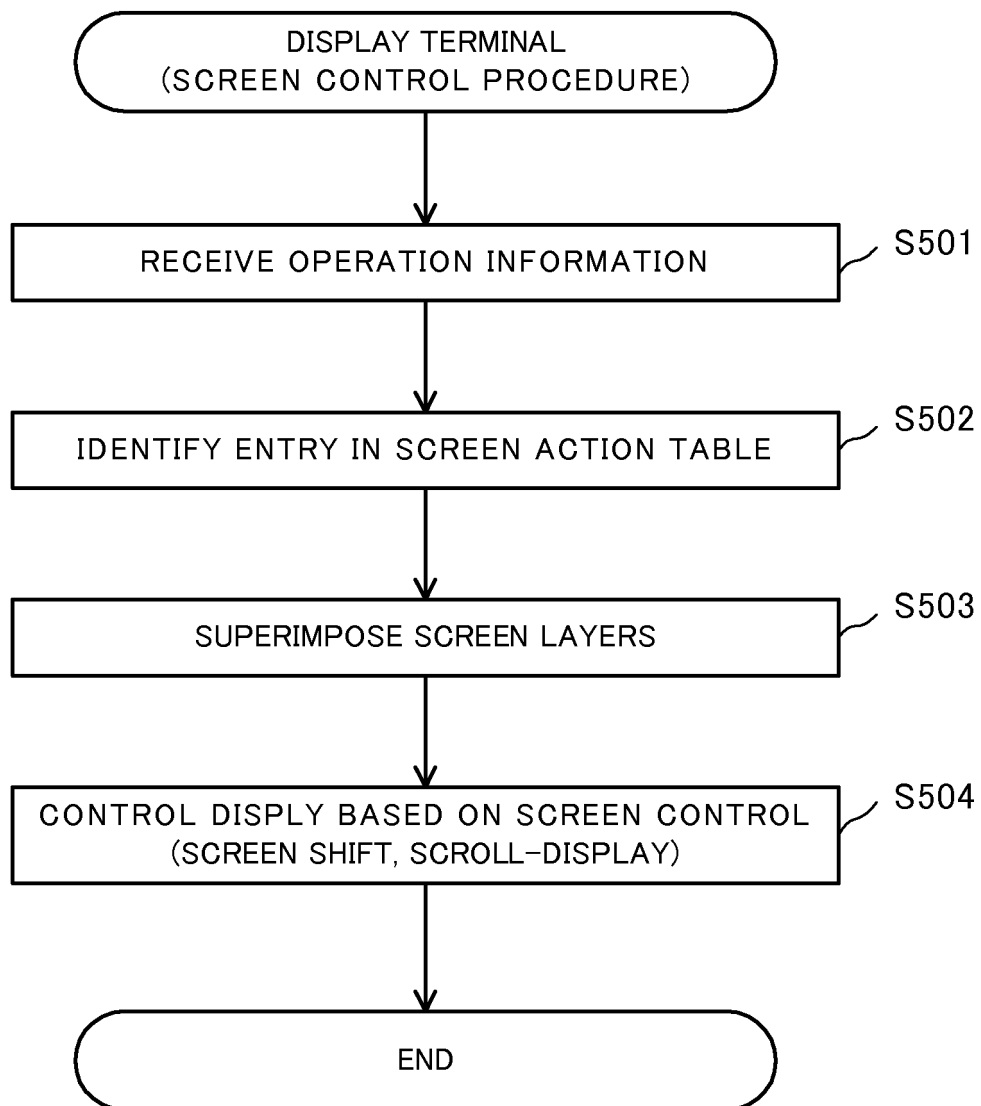 DISPLAY TERMINAL
(SCREEN CONTROL PROCEDURE)
RECEIVE OPERATION INFORMATION
S501
IDENTIFY ENTRY IN SCREEN ACTION TABLE
S502
SUPERIMPOSE SCREEN LAYERS
S503
CONTROL DISPLY BASED ON SCREEN CONTROL
(SCREEN SHIFT, SCROLL-DISPLAY)
S504
END